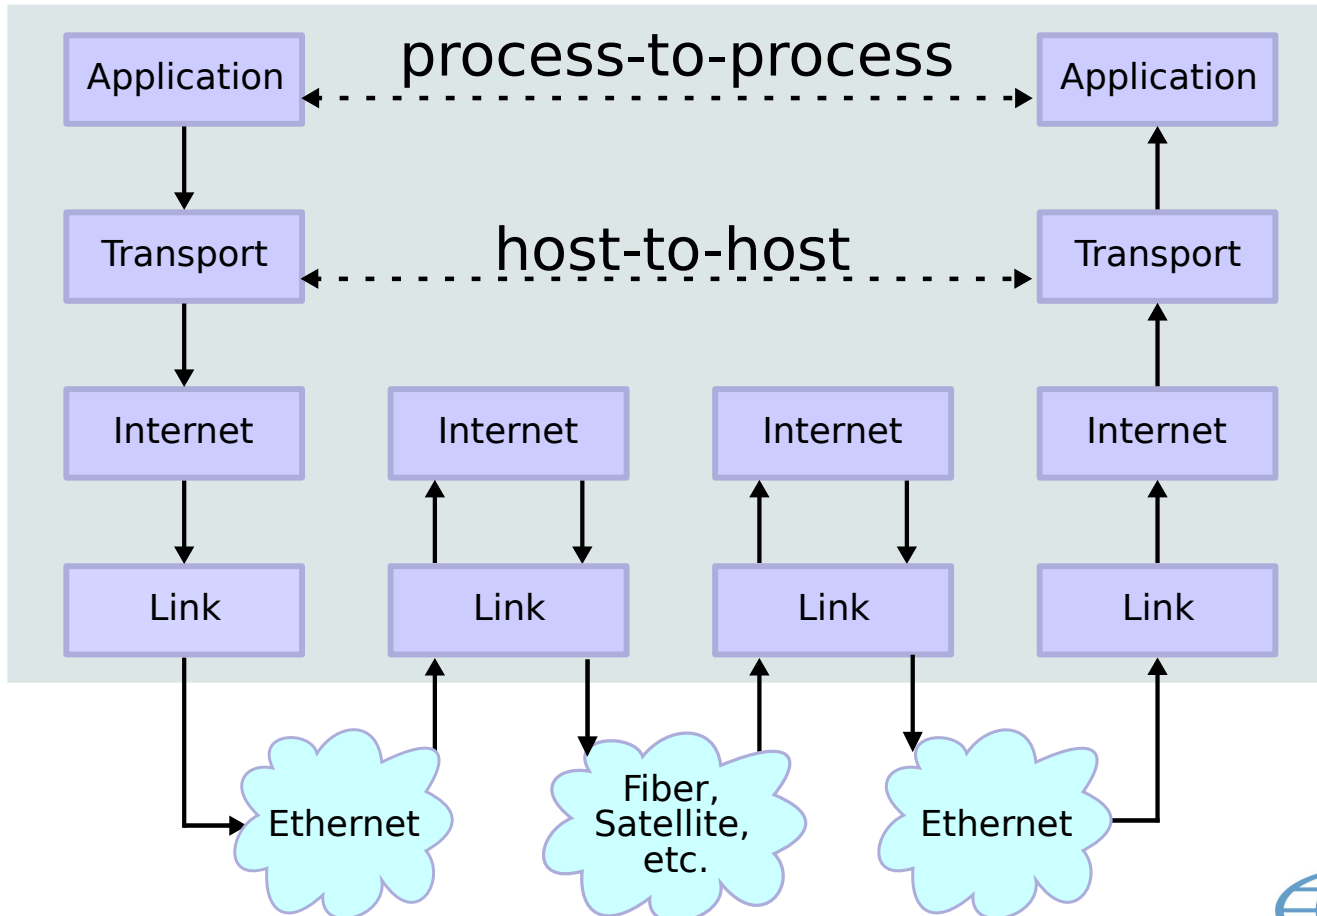 process-to-process
Application
Application
host-to-host
Transport
Transport
Internet
Internet
Internet
Internet
Link
Link
Link
Link
Ethernet
Fiber,
Satellite,
etc.
Ethernet